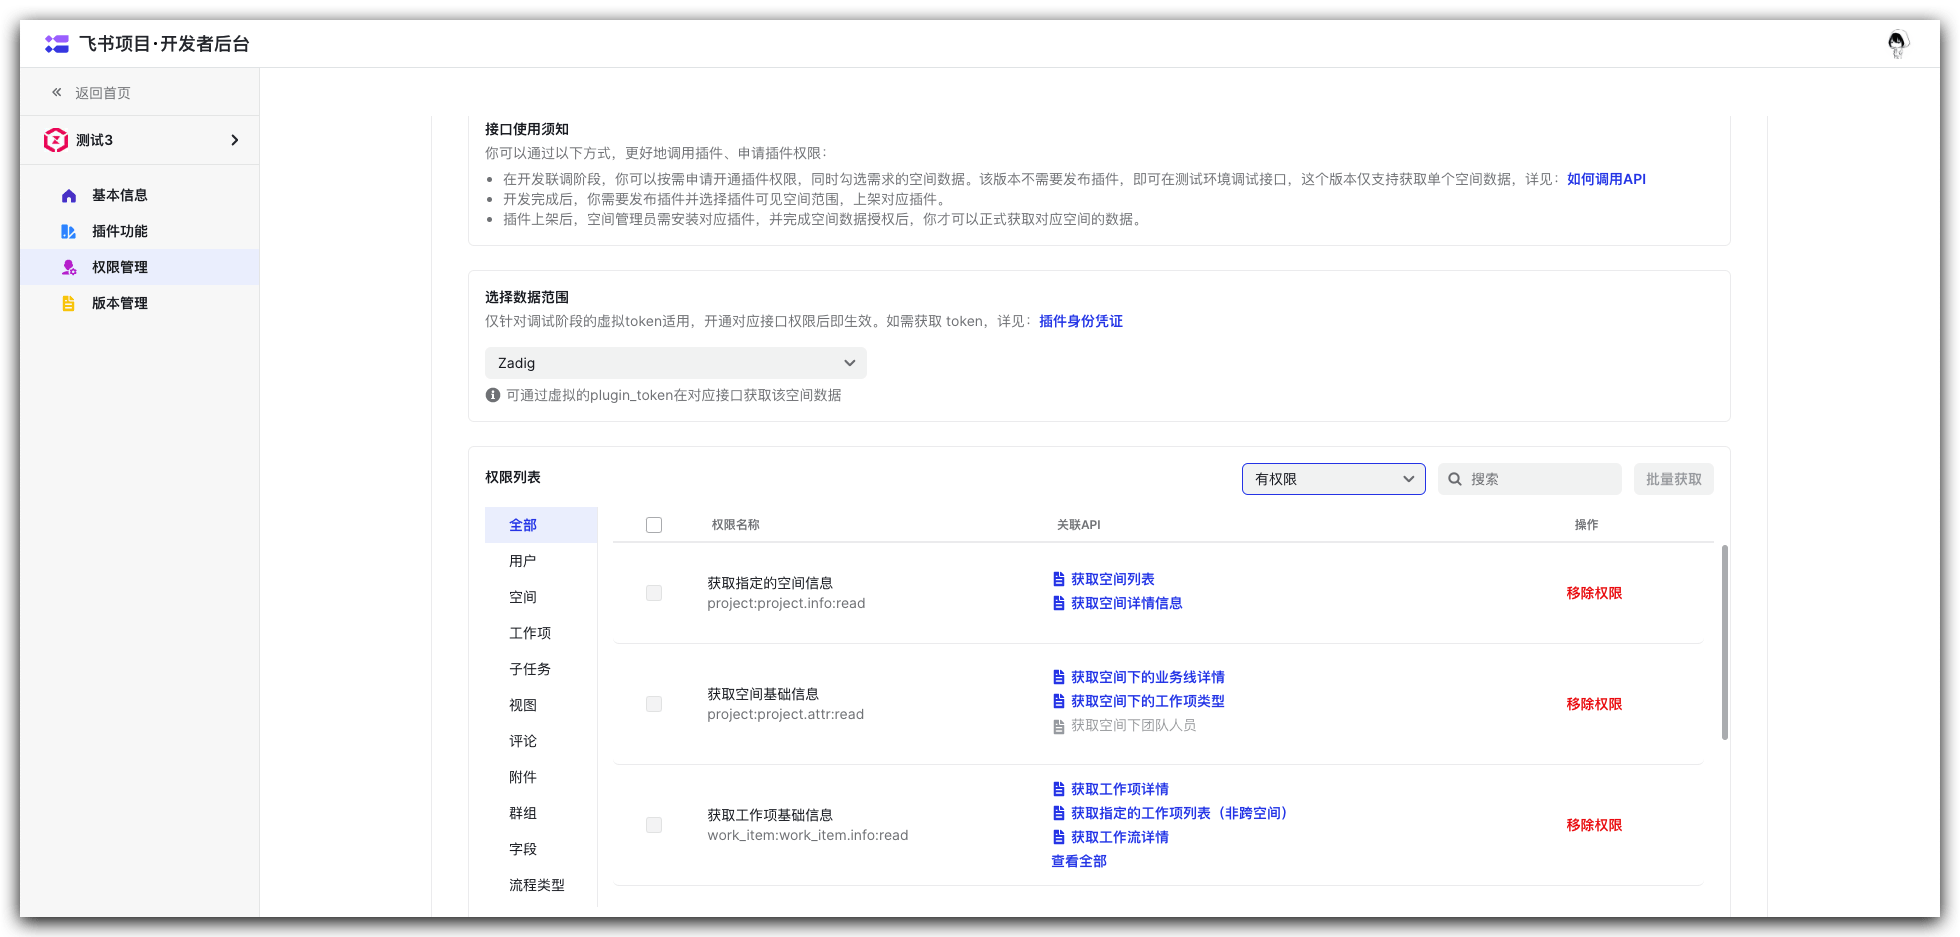 飞书项目·开发者后台
返回首页
测试3
基本信息
插件功能
权限管理
版本管理
接口使用须知
你可以通过以下方式，更好地调用插件、申请插件权限：
在开发联调阶段，你可以按需申请开通插件权限，同时勾选需求的空间数据。该版本不需要发布插件，即可在测试环境调试接口，这个版本仅支持获取单个空间数据，详见：如何调用API
开发完成后，你需要发布插件并选择插件可见空间范围，上架对应插件。
插件上架后，空间管理员需安装对应插件，并完成空间数据授权后，你才可以正式获取对应空间的数据。
选择数据范围
仅针对调试阶段的虚拟token适用，开通对应接口权限后即生效。如需获取 token，详见：插件身份凭证
Zadig
可通过虚拟的plugin_token在对应接口获取该空间数据
权限列表
有权限
搜索
批量获取
全部
用户
空间
工作项
子任务
视图
评论
附件
群组
字段
流程类型
权限名称
关联API
操作
获取指定的空间信息
project:project.info:read
获取空间列表
获取空间详情信息
移除权限
获取空间基础信息
project:project.attr:read
获取空间下的业务线详情
获取空间下的工作项类型
获取空间下团队人员
移除权限
获取工作项基础信息
work_item:work_item.info:read
获取工作项详情
获取指定的工作项列表（非跨空间）
获取工作流详情
查看全部
移除权限